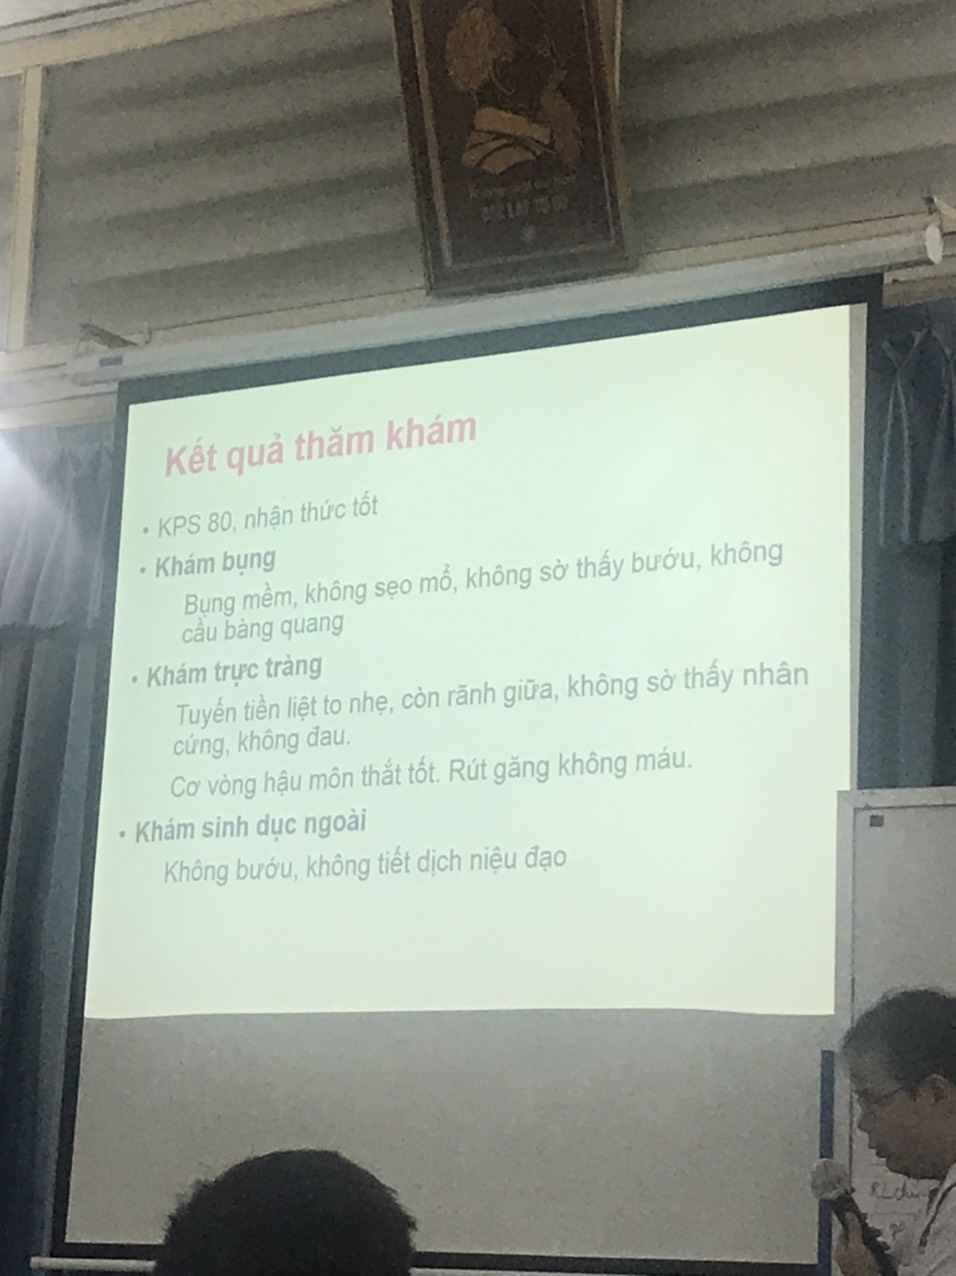 Kết quả thăm khám
• KPS 80, nhận thức tốt
• Khám bụng
Bụng mềm, không sẹo mổ, không sờ thấy bướu, không
cầu bàng quang
• Khám trực tràng
Tuyến tiền liệt to nhẹ, còn rãnh giữa, không sờ thấy nhân
cứng, không đau.
Cơ vòng hậu môn thắt tốt. Rút găng không máu.
• Khám sinh dục ngoài
Không bướu, không tiết dịch niệu đạo